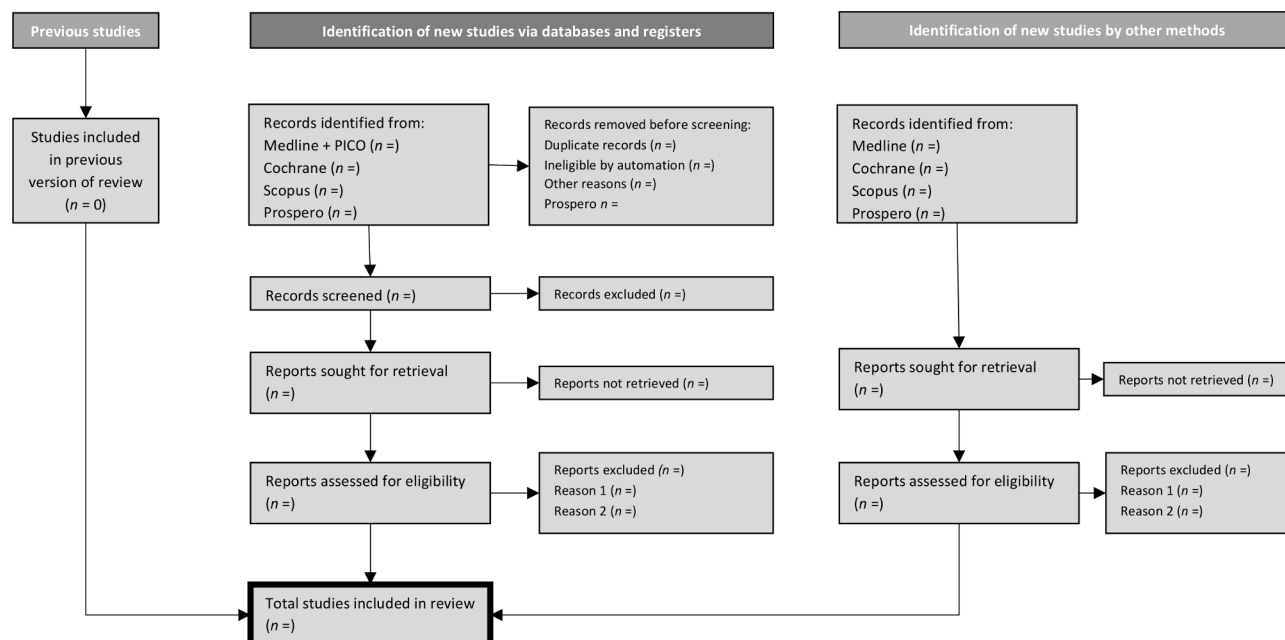 Previous studies
Studies included
in previous
version of review
(n = 0)
Identification of new studies via databases and registers
Records identified from:
Medline + PICO (n =)
Cochrane (n =)
Scopus (n =)
Prospero (n =)
Records removed before screening:
Duplicate records (n =)
Ineligible by automation (n =)
Other reasons (n =)
Prospero n =
Records screened (n =)
Records excluded (n =)
Reports sought for retrieval
(n =)
Reports not retrieved (n =)
Reports assessed for eligibility
(n =)
Reports excluded (n =)
Reason 1 (n =)
Reason 2 (n =)
Total studies included in review
(n =)
Identification of new studies by other methods
Records identified from:
Medline (n =)
Cochrane (n =)
Scopus (n =)
Prospero (n =)
Reports sought for retrieval
(n =)
Reports not retrieved (n =)
Reports assessed for eligibility
(n =)
Reports excluded (n =)
Reason 1 (n =)
Reason 2 (n =)